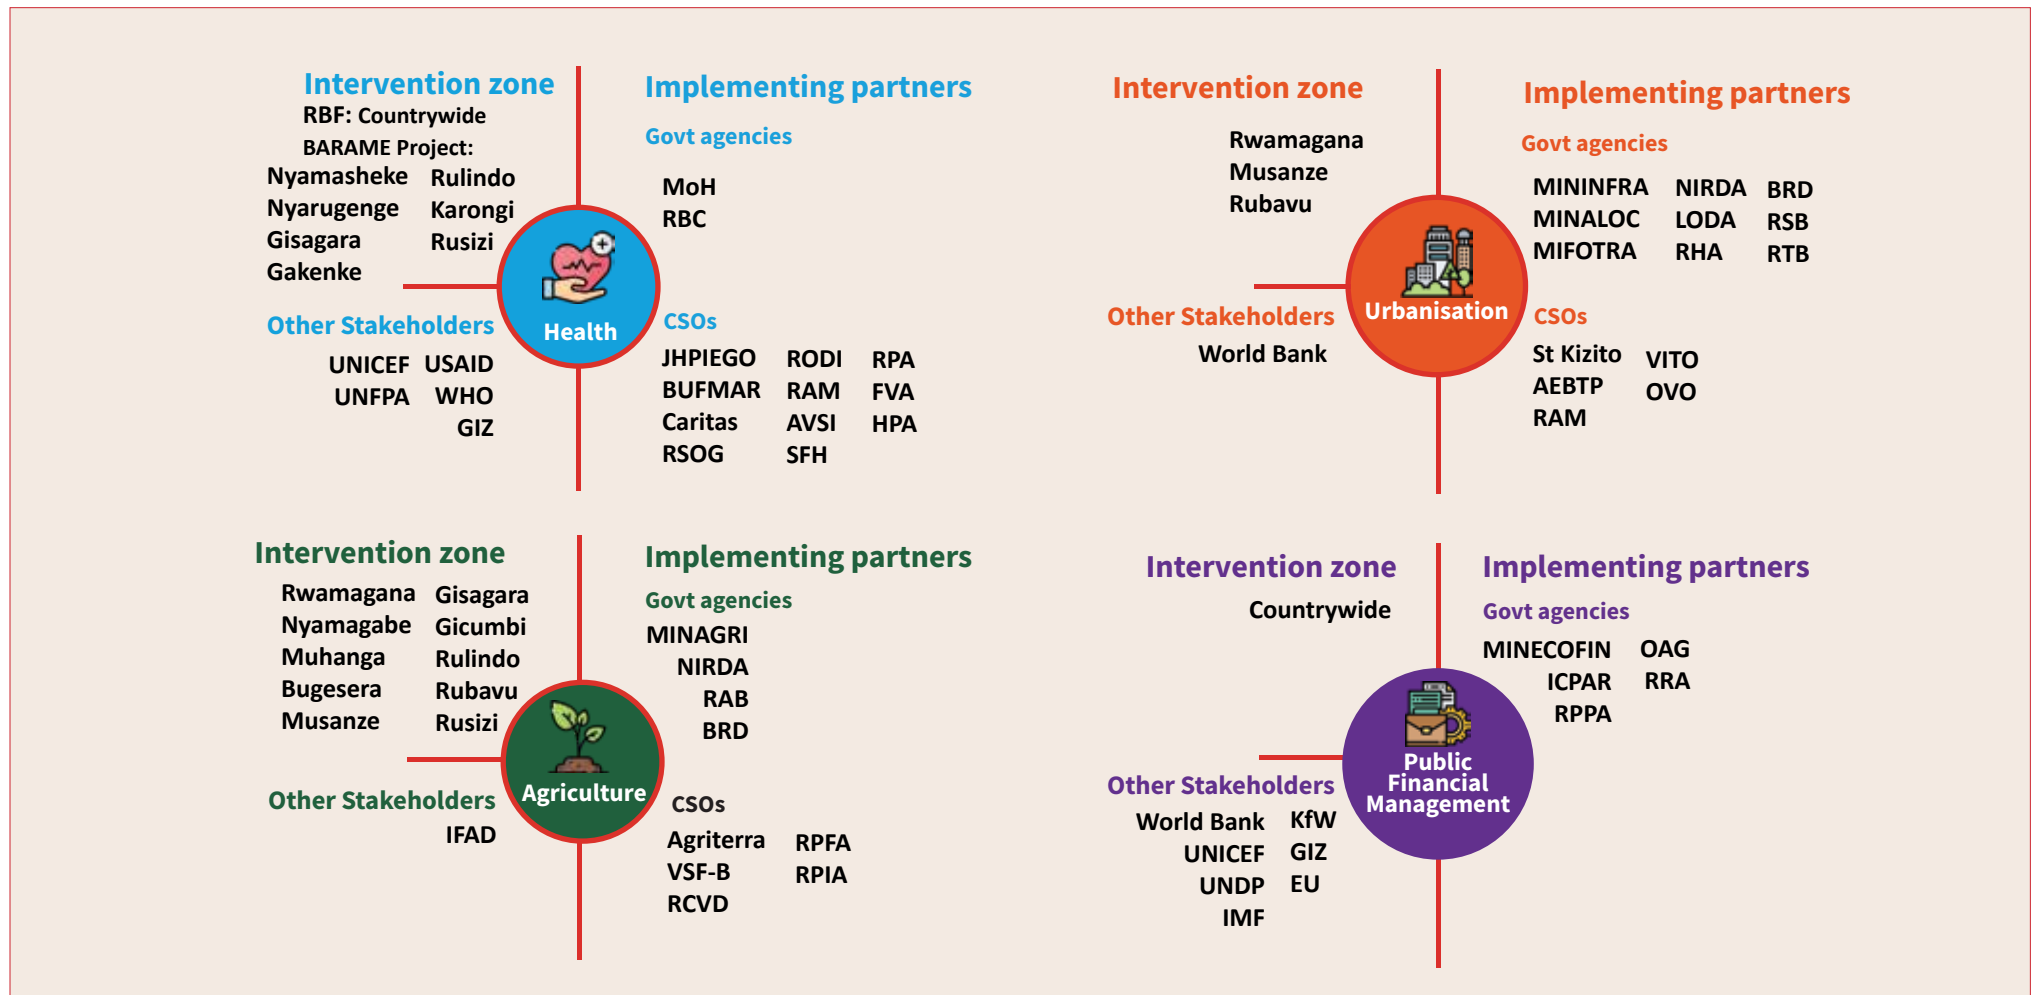 Intervention zone
RBF: Countrywide
BARAME Project:
Nyamasheke Rulindo
Nyarugenge Karongi
Gisagara Rusizi
Gakenke
Implementing partners
Govt agencies
MoH
RBC
Other Stakeholders
UNICEF USAID
UNFPA WHO
GIZ
Health
CSOs
JHPIEGO RODI RPA
BUFMAR RAM FVA
Caritas AVSI HPA
RSOG SFH
Intervention zone
Rwamagana
Musanze
Rubavu
Implementing partners
Govt agencies
MININFRA NIRDA BRD
MINALOC LODA RSB
MIFOTRA RHA RTB
Other Stakeholders
World Bank
Urbanisation
CSOs
St Kizito VITO
AEBTP OVO
RAM
Intervention zone
Rwamagana Gisagara
Nyamagabe Gicumbi
Muhanga Rulindo
Bugesera Rubavu
Musanze Rusizi
Implementing partners
Govt agencies
MINAGRI
NIRDA
RAB
BRD
Other Stakeholders
IFAD
Agriculture
CSOs
Agriterra RPFA
VSF-B RPIA
RCVD
Intervention zone
Countrywide
Implementing partners
Govt agencies
MINECOFIN OAG
ICPAR RRA
RPPA
Other Stakeholders
World Bank KfW
UNICEF GIZ
UNDP EU
IMF
Public
Financial
Management